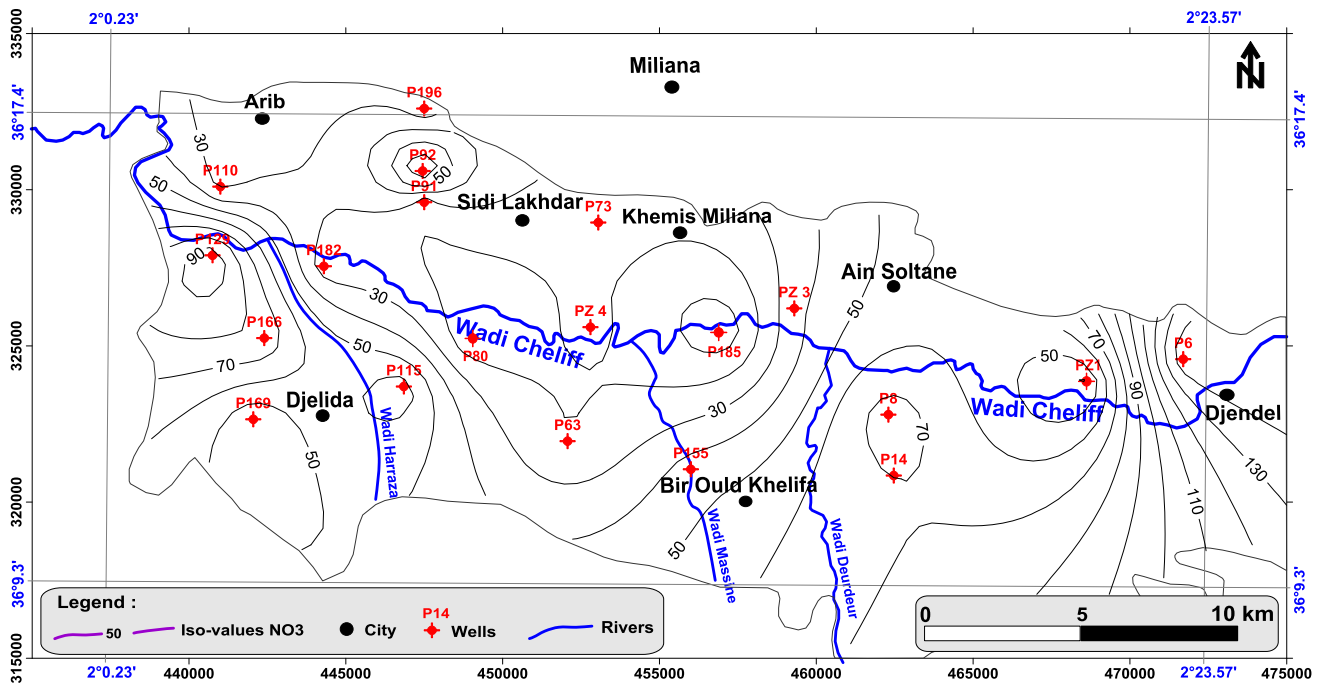 2°0.23'
2°23.57'
335000
330000
325000
320000
315000
36°17.4'
36°17.4'
36°9.3'
36°9.3'
Miliana
N
Arib
P196
30
P92
50
P110
P91
50
Sidi Lakhdar
P73
Khemis Miliana
P123
90
P182
Ain Soltane
30
PZ 3
50
PZ 4
Wadi Cheliff
P166
P80
P185
50
70
P6
50
PZ1
70
P115
90
Djelida
P169
Wadi Harraza
30
P8
Wadi Cheliff
Djendel
P63
70
50
P155
P14
130
Bir Ould Khelifa
110
50
Wadi Massine
Wadi Deurdeur
Legend :
50
Iso-values NO3
City
P14
Wells
Rivers
0
5
10 km
2°0.23'
2°23.57'
440000
445000
450000
455000
460000
465000
470000
475000